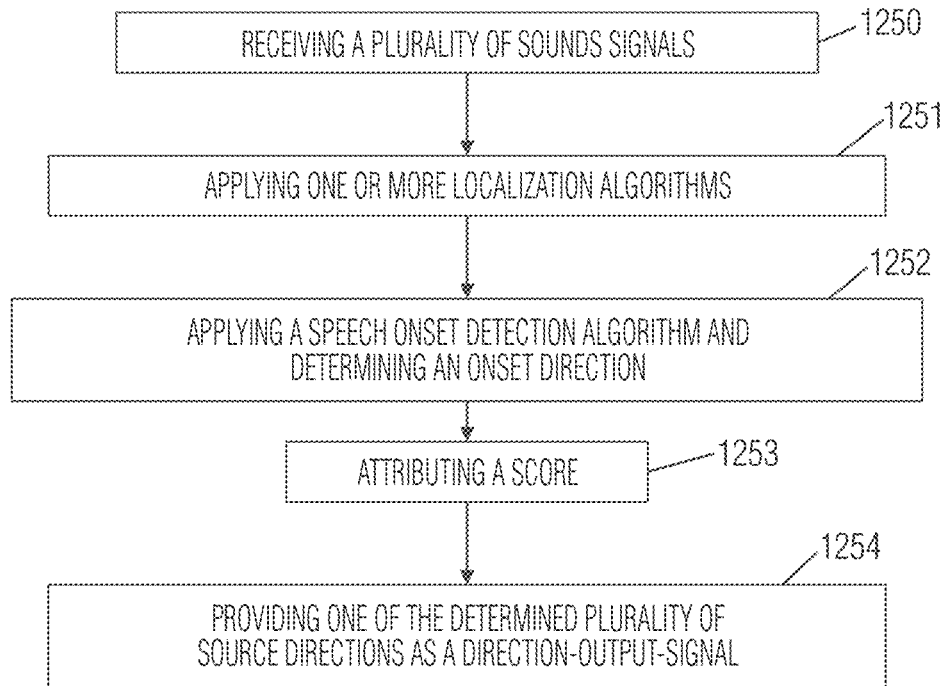 RECEIVING A PLURALITY OF SOUNDS SIGNALS
1250
APPLYING ONE OR MORE LOCALIZATION ALGORITHMS
1251
APPLYING A SPEECH ONSET DETECTION ALGORITHM AND
DETERMINING AN ONSET DIRECTION
1252
ATTRIBUTING A SCORE
1253
PROVIDING ONE OF THE DETERMINED PLURALITY OF
SOURCE DIRECTIONS AS A DIRECTION-OUTPUT-SIGNAL
1254